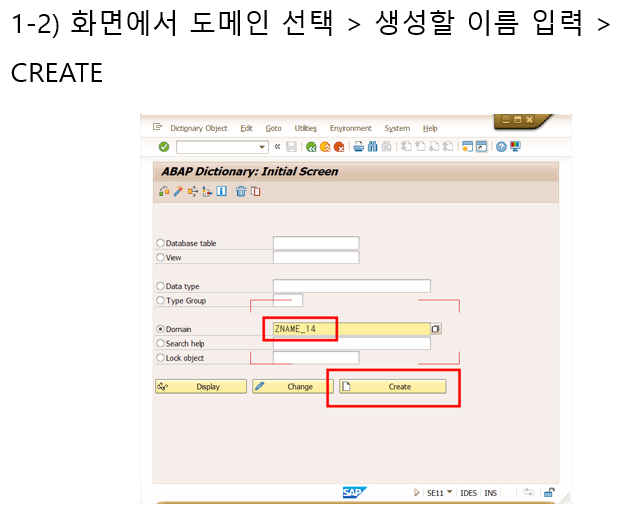 1-2) 화면에서 도메인 선택 > 생성할 이름 입력 >
CREATE
Dictionary Object Edit Goto Utilities Environment System Help
ABAP Dictionary: Initial Screen
Database table
View
Data type
Type Group
Domain ZNAME_14
Search help
Lock object
Display Change Create
SAP SE11 IDES INS